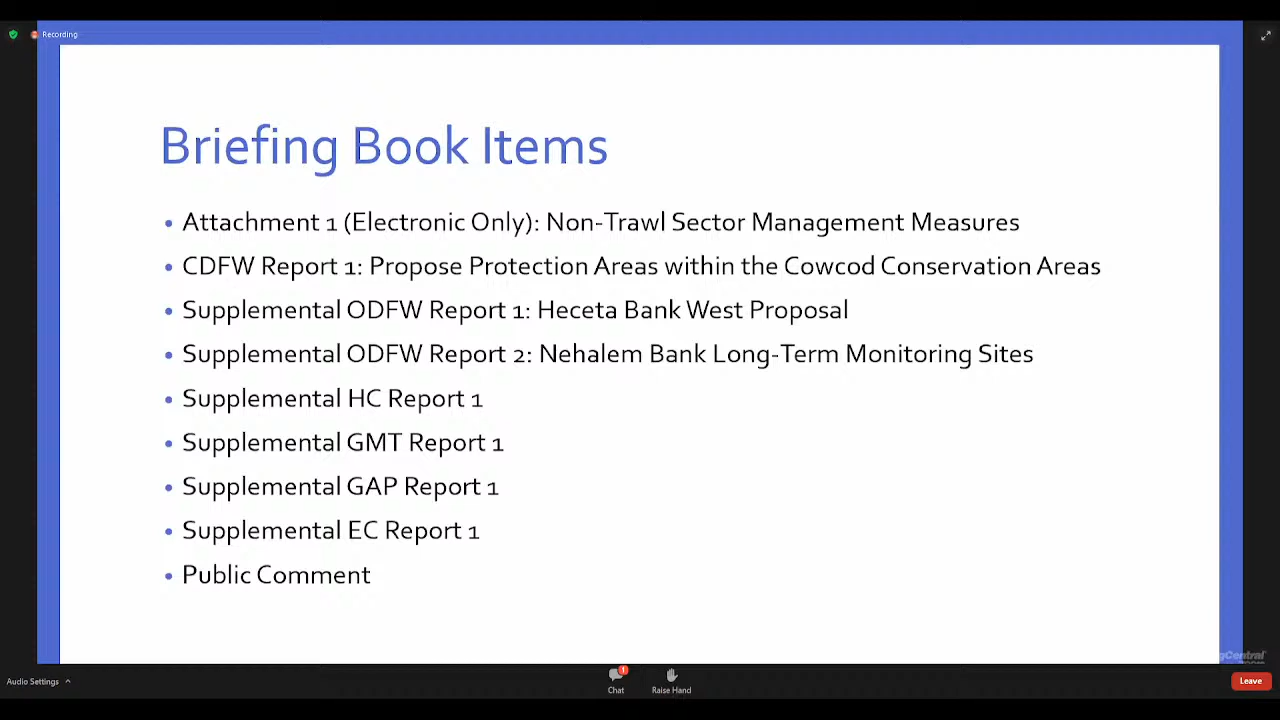 Recording
Briefing Book Items
• Attachment 1 (Electronic Only): Non-Trawl Sector Management Measures
• CDFW Report 1: Propose Protection Areas within the Cowcod Conservation Areas
• Supplemental ODFW Report 1: Heceta Bank West Proposal
• Supplemental ODFW Report 2: Nehalem Bank Long-Term Monitoring Sites
• Supplemental HC Report 1
• Supplemental GMT Report 1
• Supplemental GAP Report 1
• Supplemental EC Report 1
• Public Comment
Audio Settings
1
Chat
Raise Hand
Leave